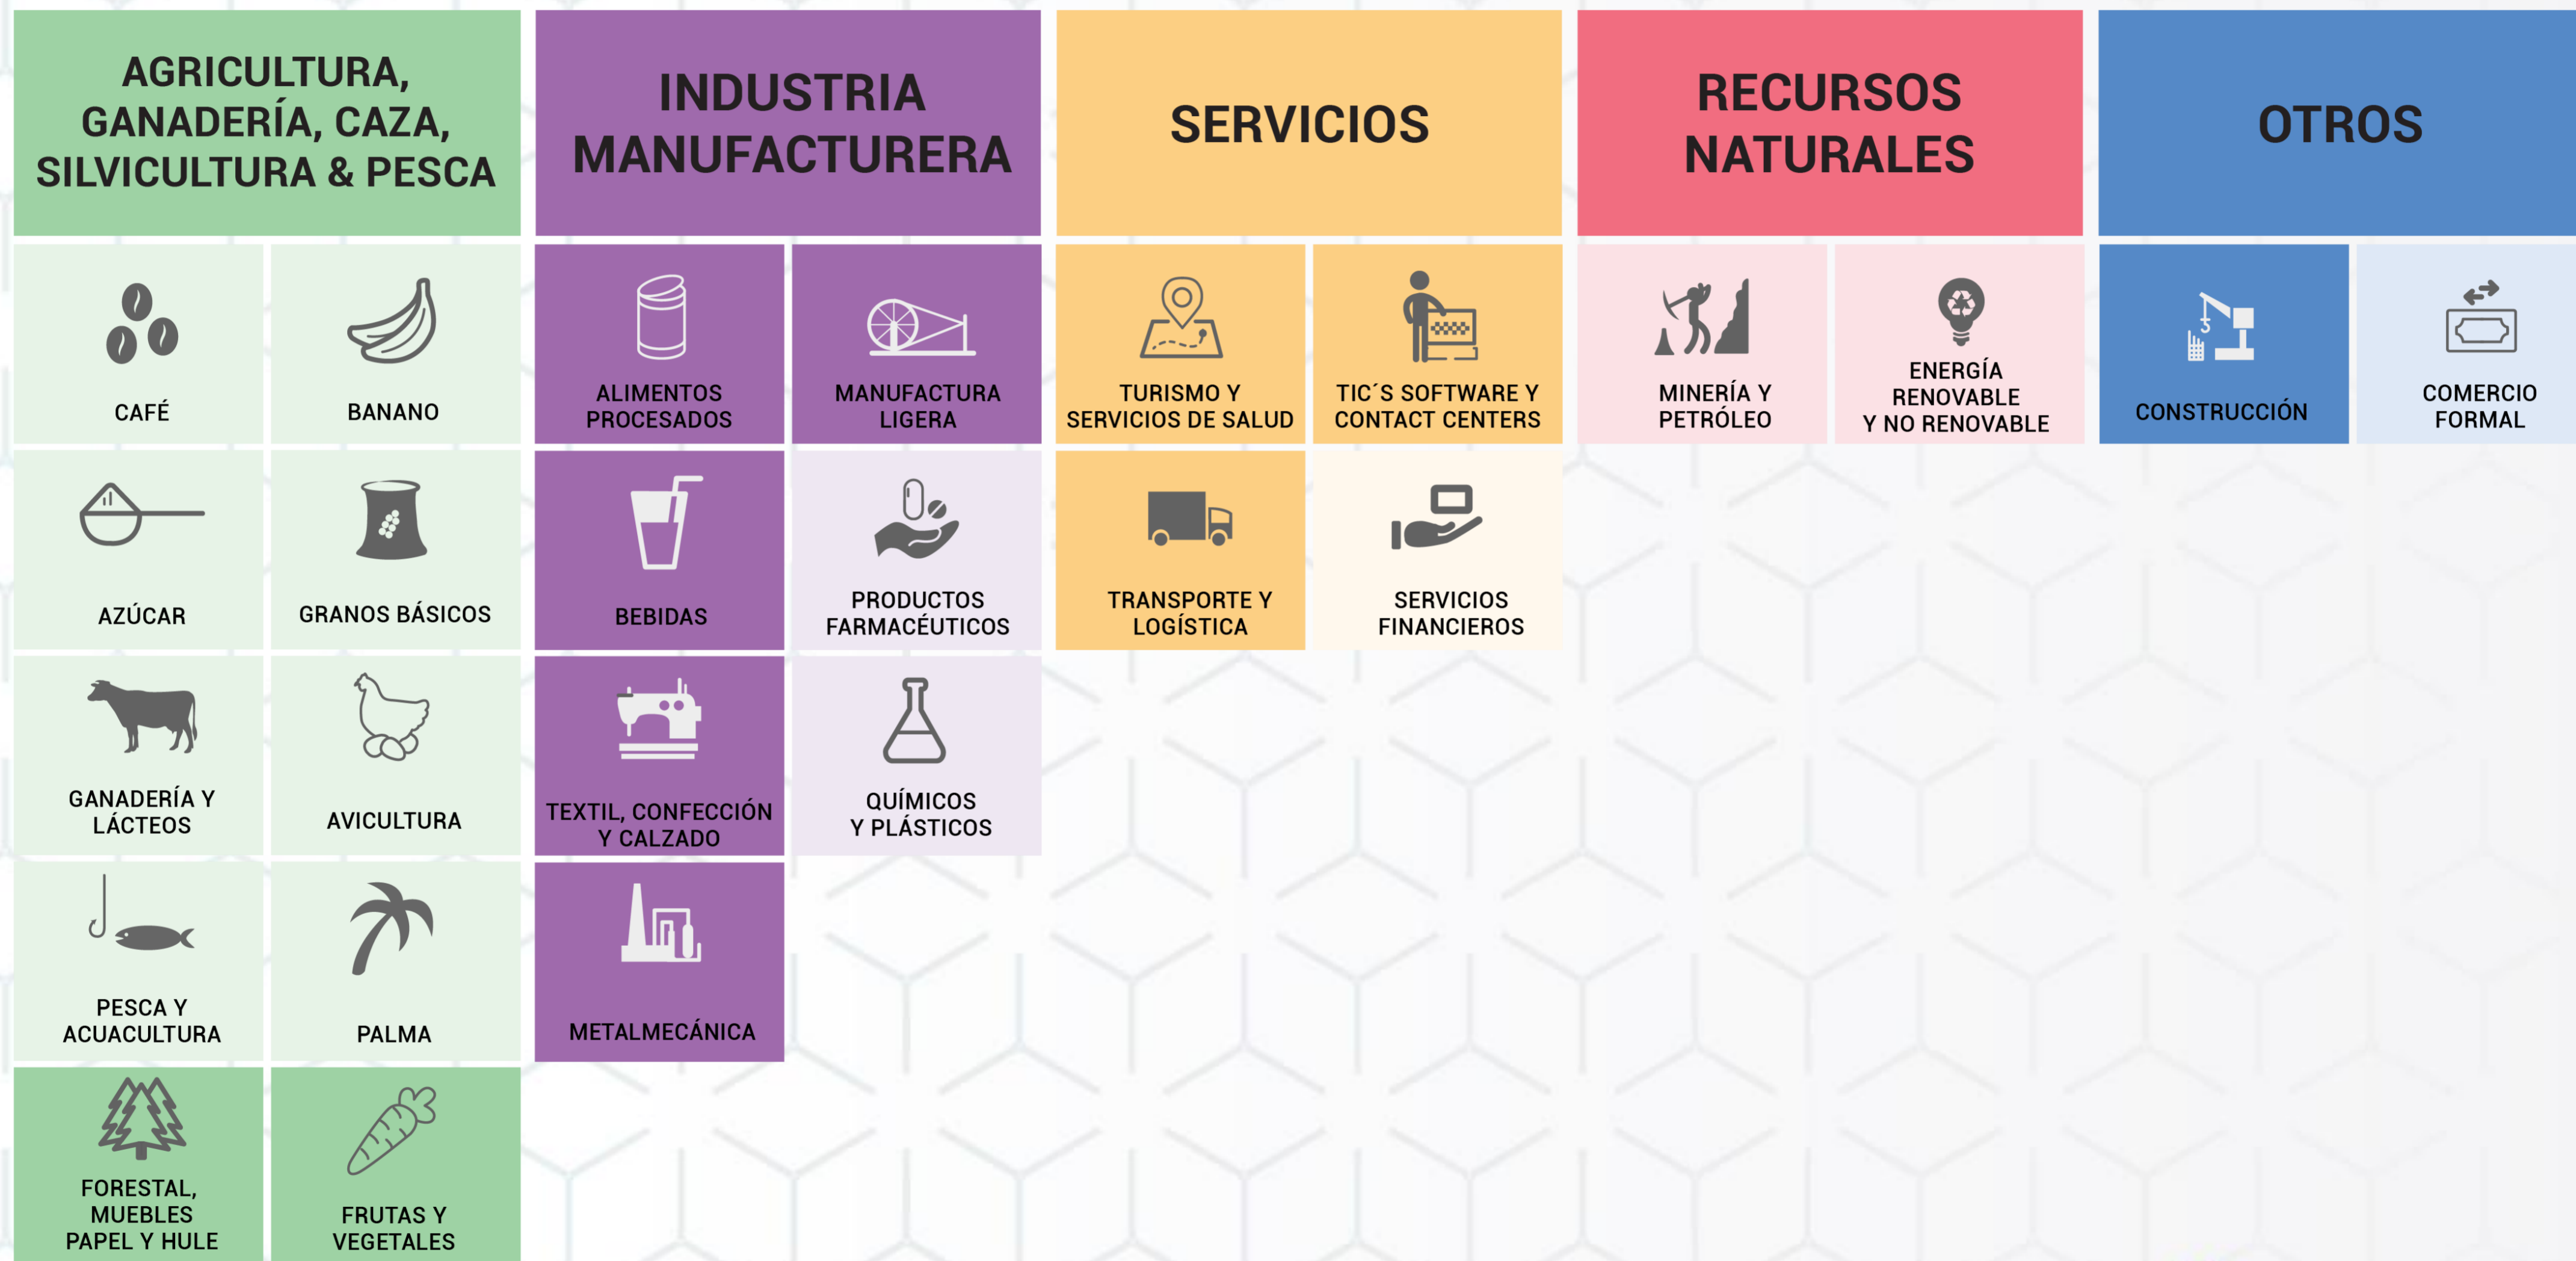 AGRICULTURA,
GANADERÍA, CAZA,
SILVICULTURA & PESCA
INDUSTRIA
MANUFACTURERA
SERVICIOS
RECURSOS
NATURALES
OTROS
CAFÉ
BANANO
ALIMENTOS
PROCESADOS
MANUFACTURA
LIGERA
TURISMO Y
SERVICIOS DE SALUD
TIC´S SOFTWARE Y
CONTACT CENTERS
MINERÍA Y
PETRÓLEO
ENERGÍA
RENOVABLE
Y NO RENOVABLE
CONSTRUCCIÓN
COMERCIO
FORMAL
AZÚCAR
GRANOS BÁSICOS
BEBIDAS
PRODUCTOS
FARMACÉUTICOS
TRANSPORTE Y
LOGÍSTICA
SERVICIOS
FINANCIEROS
GANADERÍA Y
LÁCTEOS
AVICULTURA
TEXTIL, CONFECCIÓN
Y CALZADO
QUÍMICOS
Y PLÁSTICOS
PESCA Y
ACUACULTURA
PALMA
METALMECÁNICA
FORESTAL,
MUEBLES
PAPEL Y HULE
FRUTAS Y
VEGETALES